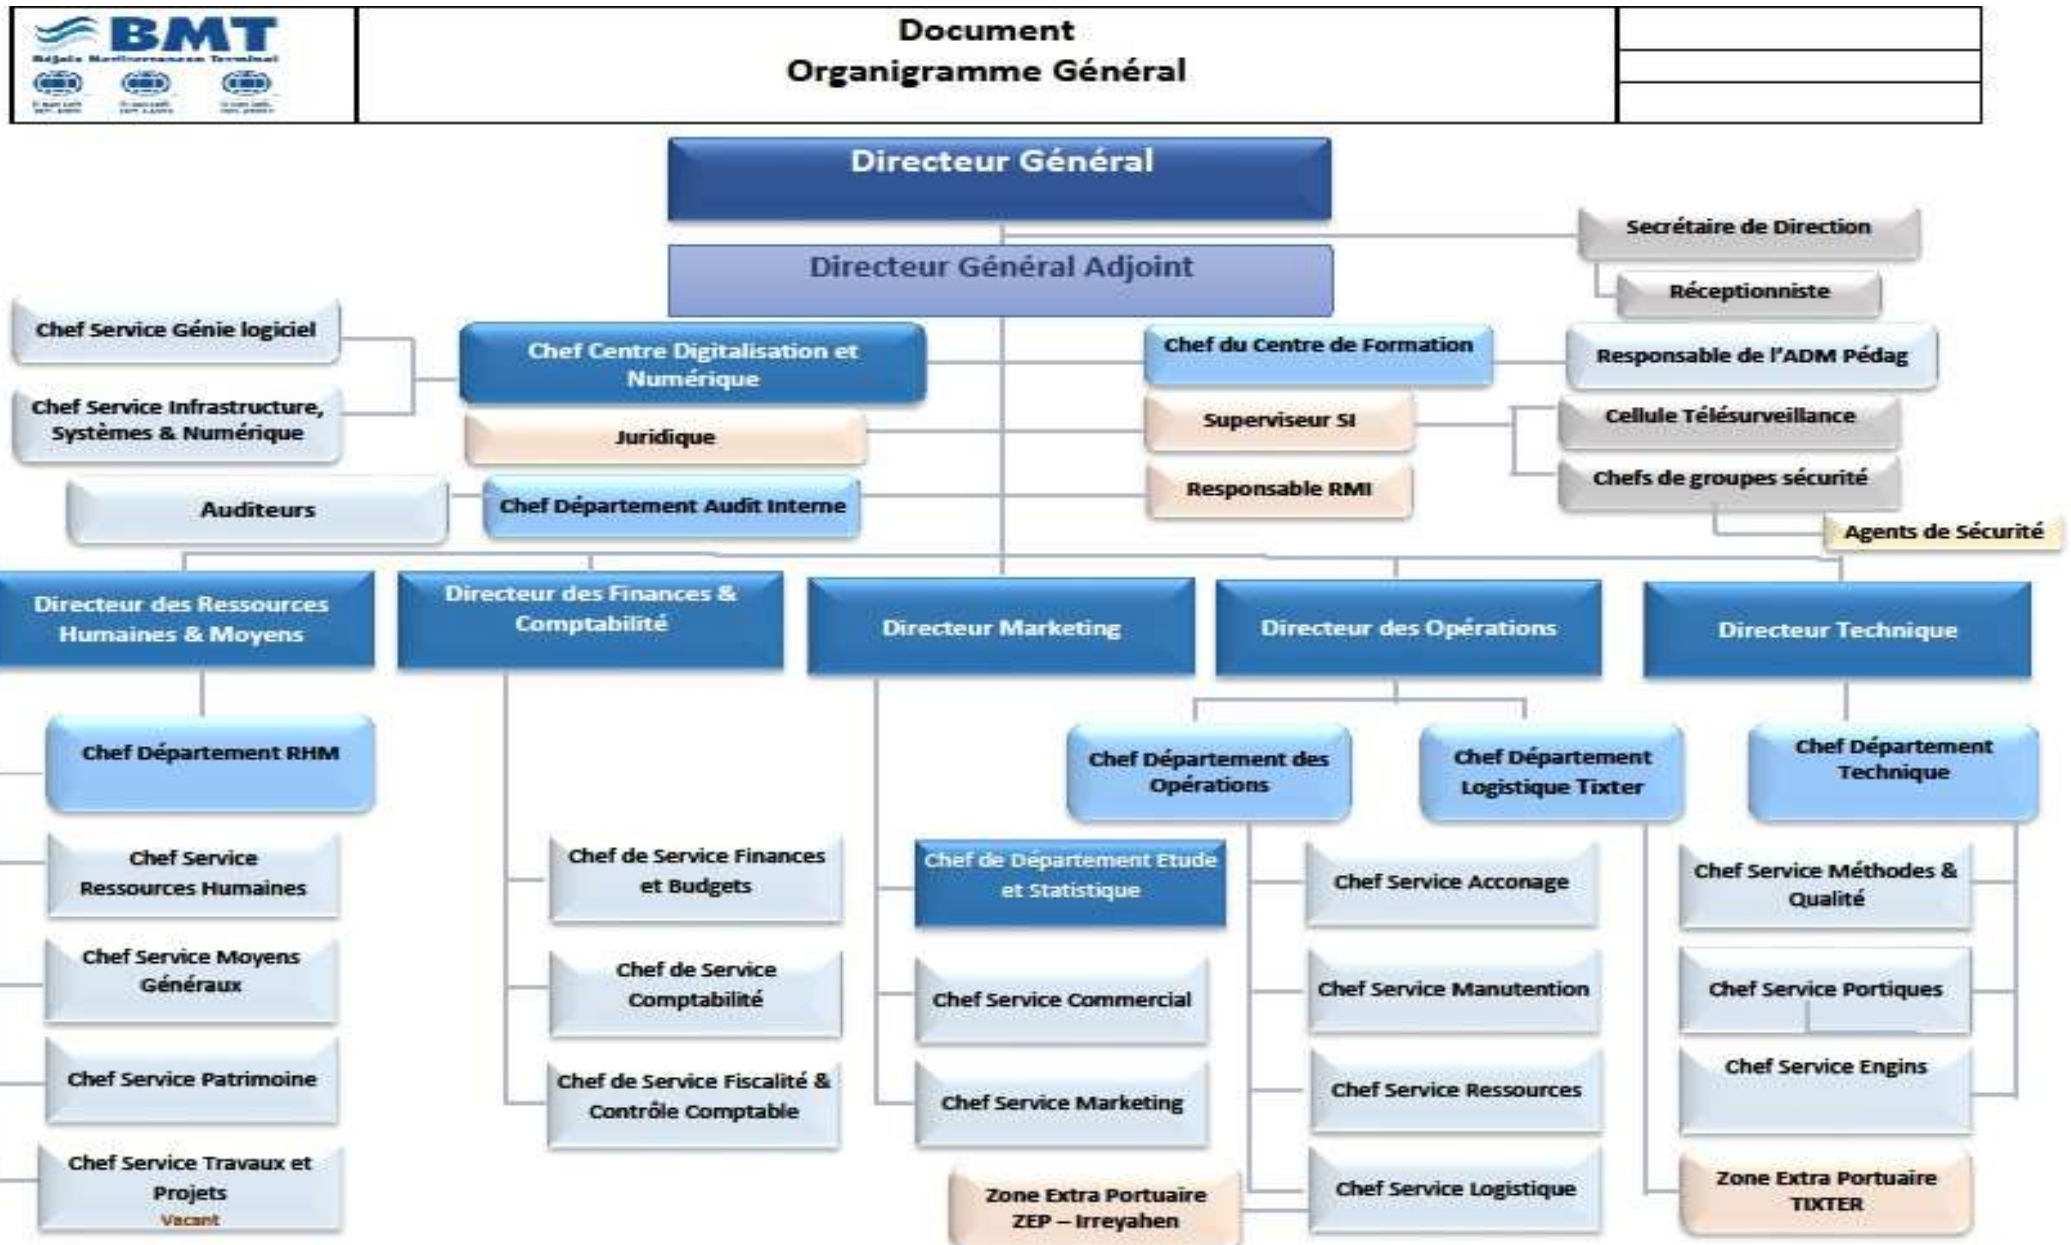 BMT
Béjaïa Mediterranean Terminal
Document
Organigramme Général
Directeur Général
Secrétaire de Direction
Directeur Général Adjoint
Réceptionniste
Chef Service Génie logiciel
Chef Centre Digitalisation et
Numérique
Chef du Centre de Formation
Responsable de l'ADM Pédag
Chef Service Infrastructure,
Systèmes & Numérique
Juridique
Superviseur SI
Cellule Télésurveillance
Chefs de groupes sécurité
Auditeurs
Chef Département Audit Interne
Responsable RMI
Agents de Sécurité
Directeur des Ressources
Humaines & Moyens
Directeur des Finances &
Comptabilité
Directeur Marketing
Directeur des Opérations
Directeur Technique
Chef Département RHM
Chef Département des
Opérations
Chef Département
Logistique Tixter
Chef Département
Technique
Chef Service
Ressources Humaines
Chef de Service Finances
et Budgets
Chef de Département Etude
et Statistique
Chef Service Acconage
Chef Service Méthodes &
Qualité
Chef Service Moyens
Généraux
Chef de Service
Comptabilité
Chef Service Commercial
Chef Service Manutention
Chef Service Portiques
Chef Service Patrimoine
Chef de Service Fiscalité &
Contrôle Comptable
Chef Service Marketing
Chef Service Ressources
Chef Service Engins
Chef Service Travaux et
Projets
Vacant
Zone Extra Portuaire
ZEP – Irreyahen
Chef Service Logistique
Zone Extra Portuaire
TIXTER